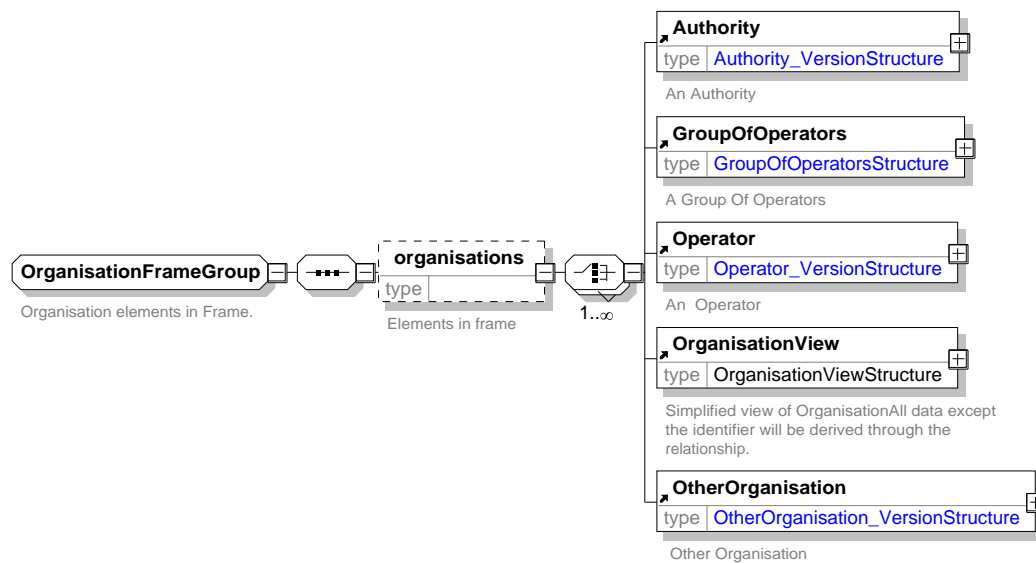 OrganisationFrameGroup
Organisation elements in Frame.
organisations
type
Elements in frame
1..∞
Authority
type Authority_VersionStructure
An Authority
GroupOfOperators
type GroupOfOperatorsStructure
A Group Of Operators
Operator
type Operator_VersionStructure
An  Operator
OrganisationView
type OrganisationViewStructure
Simplified view of OrganisationAll data except
the identifier will be derived through the
relationship.
OtherOrganisation
type OtherOrganisation_VersionStructure
Other Organisation